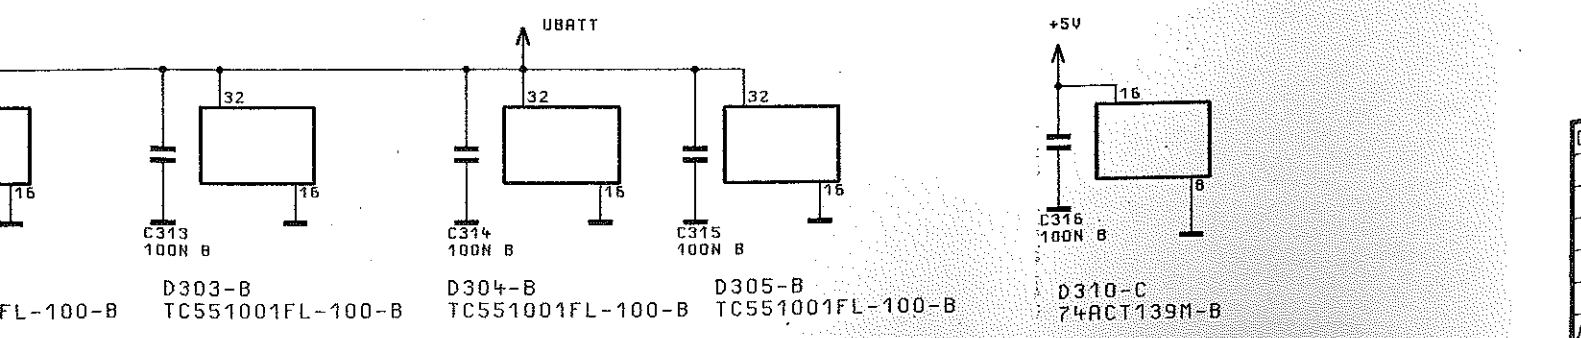 UBATT
+5V
32
32
32
16
16
16
16
16
8
C313
100N B
C314
100N B
C315
100N B
C316
100N B
D303-B
TC551001FL-100-B
D304-B
TC551001FL-100-B
D305-B
TC551001FL-100-B
D310-C
74ACT139M-B
FL-100-B